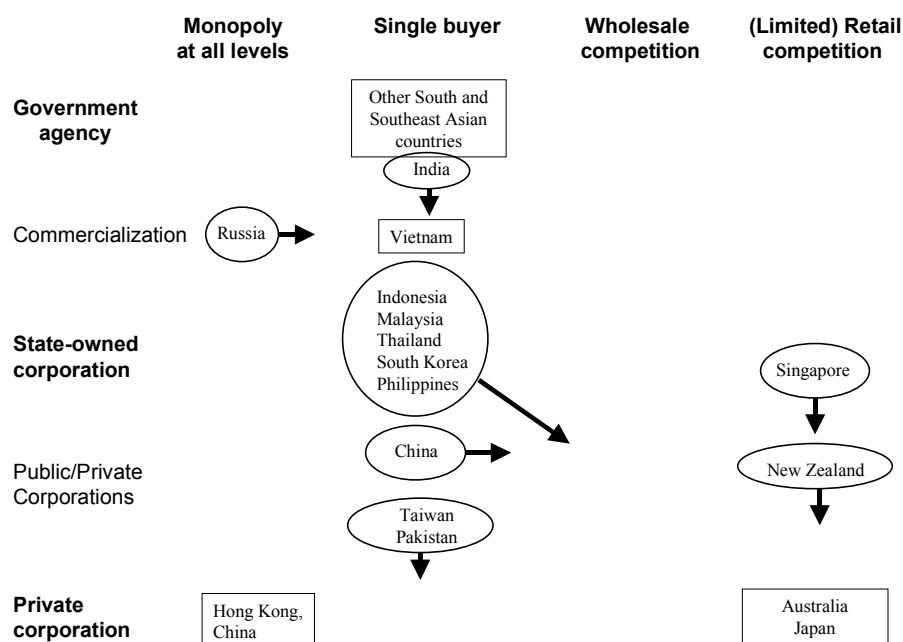 Monopoly
at all levels
Single buyer
Wholesale
competition
(Limited) Retail
competition
Government
agency
Other South and
Southeast Asian
countries
India
Commercialization
Russia
Vietnam
State-owned
corporation
Indonesia
Malaysia
Thailand
South Korea
Philippines
Singapore
Public/Private
Corporations
China
New Zealand
Taiwan
Pakistan
Private
corporation
Hong Kong,
China
Australia
Japan